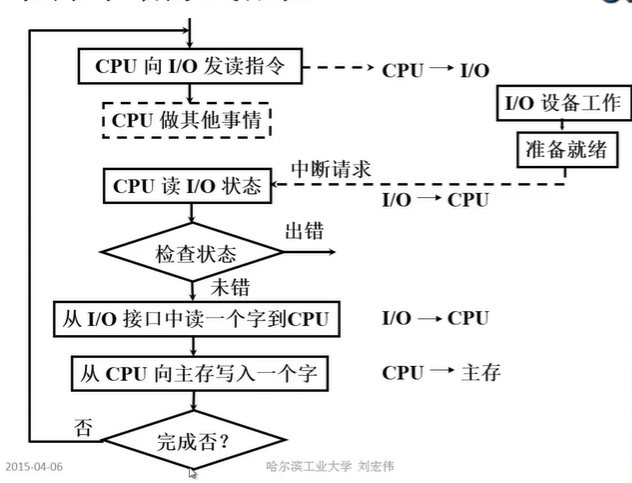 CPU 向 I/O 发读指令
CPU → I/O
I/O 设备工作
CPU 做其他事情
准备就绪
中断请求
CPU 读 I/O 状态
I/O → CPU
出错
检查状态
未错
从 I/O 接口中读一个字到CPU
I/O → CPU
从 CPU 向主存写入一个字
CPU → 主存
否
完成否？
2015-04-06
哈尔滨工业大学 刘宏伟